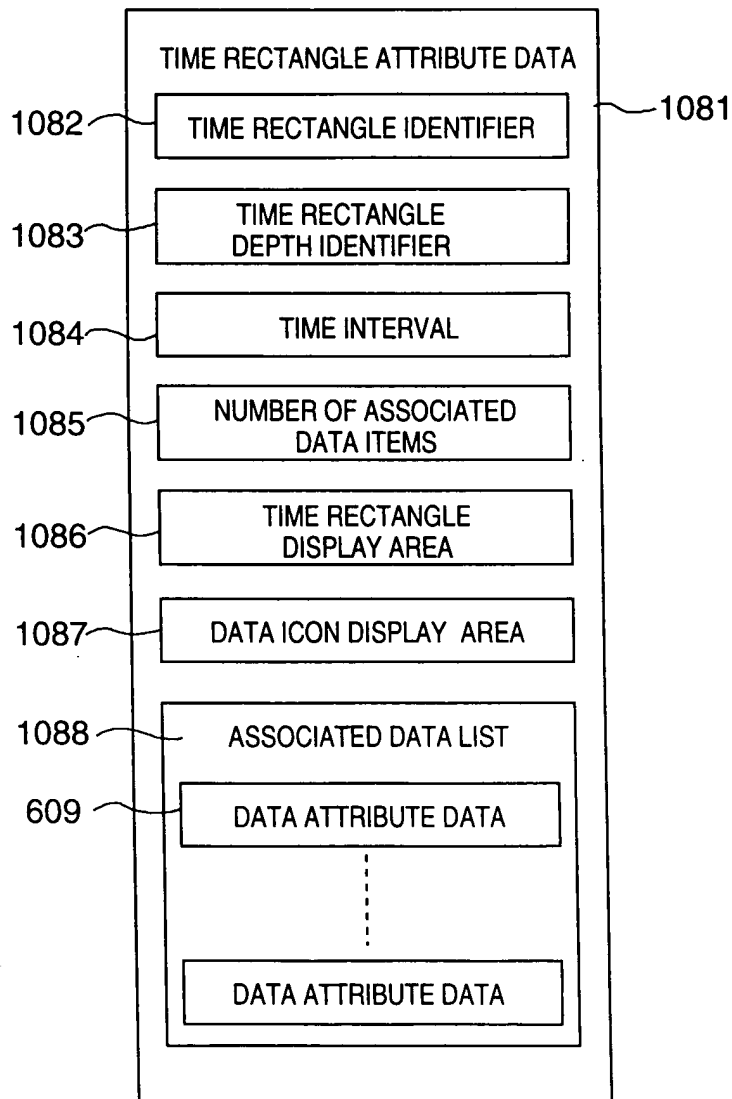 TIME RECTANGLE ATTRIBUTE DATA
1081
1082
TIME RECTANGLE IDENTIFIER
1083
TIME RECTANGLE
DEPTH IDENTIFIER
1084
TIME INTERVAL
1085
NUMBER OF ASSOCIATED
DATA ITEMS
1086
TIME RECTANGLE
DISPLAY AREA
1087
DATA ICON DISPLAY AREA
1088
ASSOCIATED DATA LIST
609
DATA ATTRIBUTE DATA
DATA ATTRIBUTE DATA